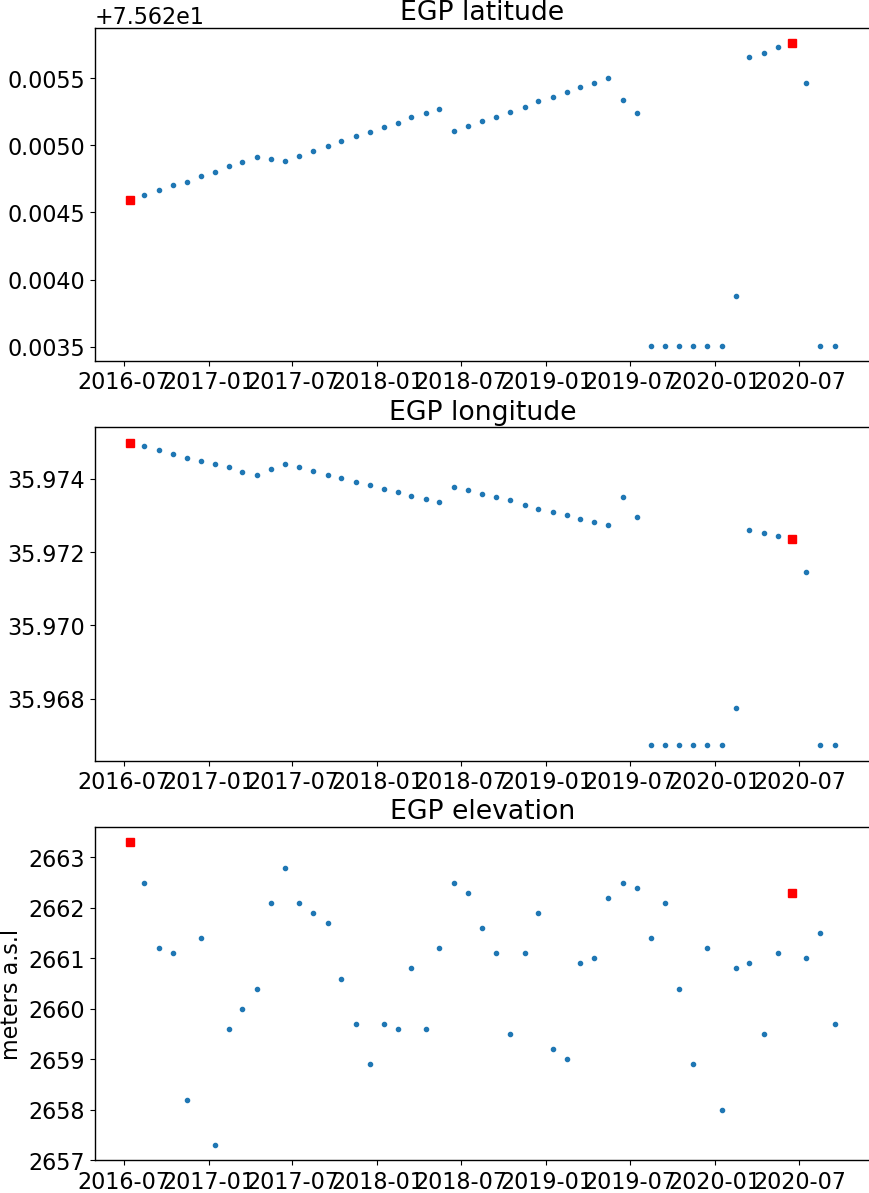 EGP latitude
+7.562e1
0.0055
0.0050
0.0045
0.0040
0.0035
2016-07 2017-01 2017-07 2018-01 2018-07 2019-01 2019-07 2020-01 2020-07
EGP longitude
35.974
35.972
35.970
35.968
2016-07 2017-01 2017-07 2018-01 2018-07 2019-01 2019-07 2020-01 2020-07
EGP elevation
meters a.s.l
2663
2662
2661
2660
2659
2658
2657
2016-07 2017-01 2017-07 2018-01 2018-07 2019-01 2019-07 2020-01 2020-07